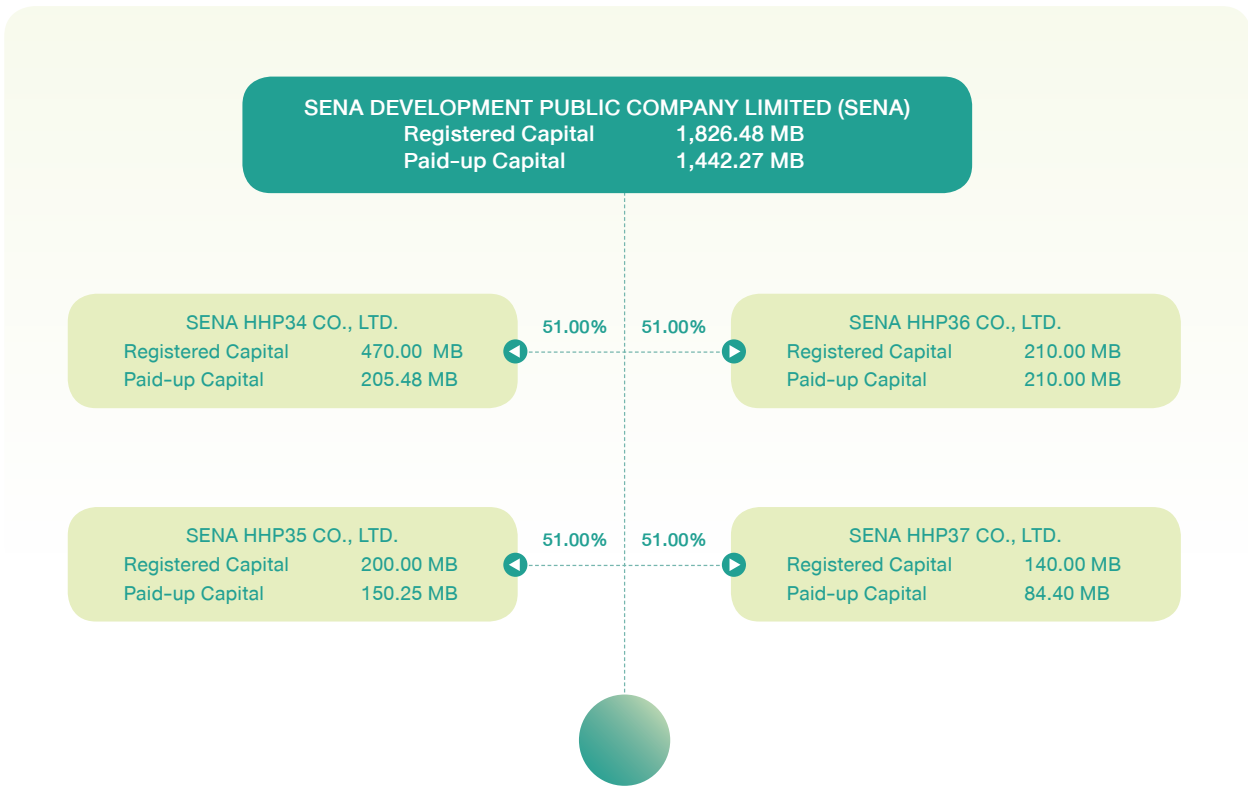 SENA DEVELOPMENT PUBLIC COMPANY LIMITED (SENA)
Registered Capital 1,826.48 MB
Paid-up Capital 1,442.27 MB
SENA HHP34 CO., LTD.
Registered Capital 470.00 MB
Paid-up Capital 205.48 MB
51.00% 51.00%
SENA HHP36 CO., LTD.
Registered Capital 210.00 MB
Paid-up Capital 210.00 MB
SENA HHP35 CO., LTD.
Registered Capital 200.00 MB
Paid-up Capital 150.25 MB
51.00% 51.00%
SENA HHP37 CO., LTD.
Registered Capital 140.00 MB
Paid-up Capital 84.40 MB